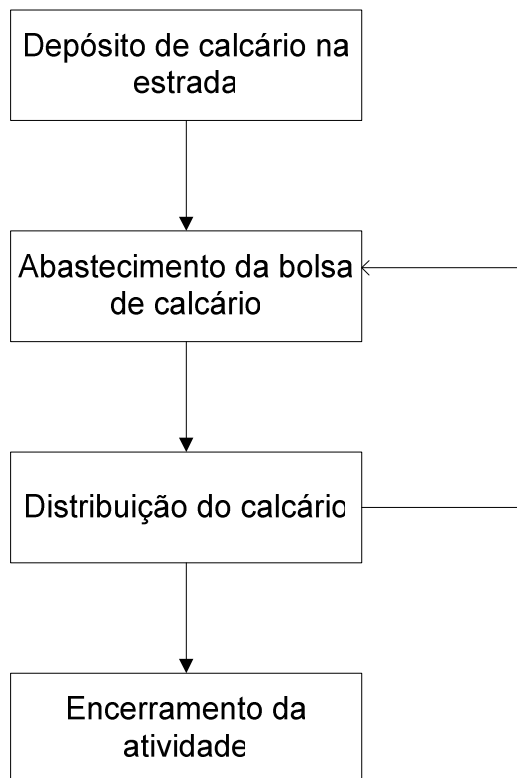 Depósito de calcário na
estrada
Abastecimento da bolsa
de calcário
Distribuição do calcário
Encerramento da
atividade